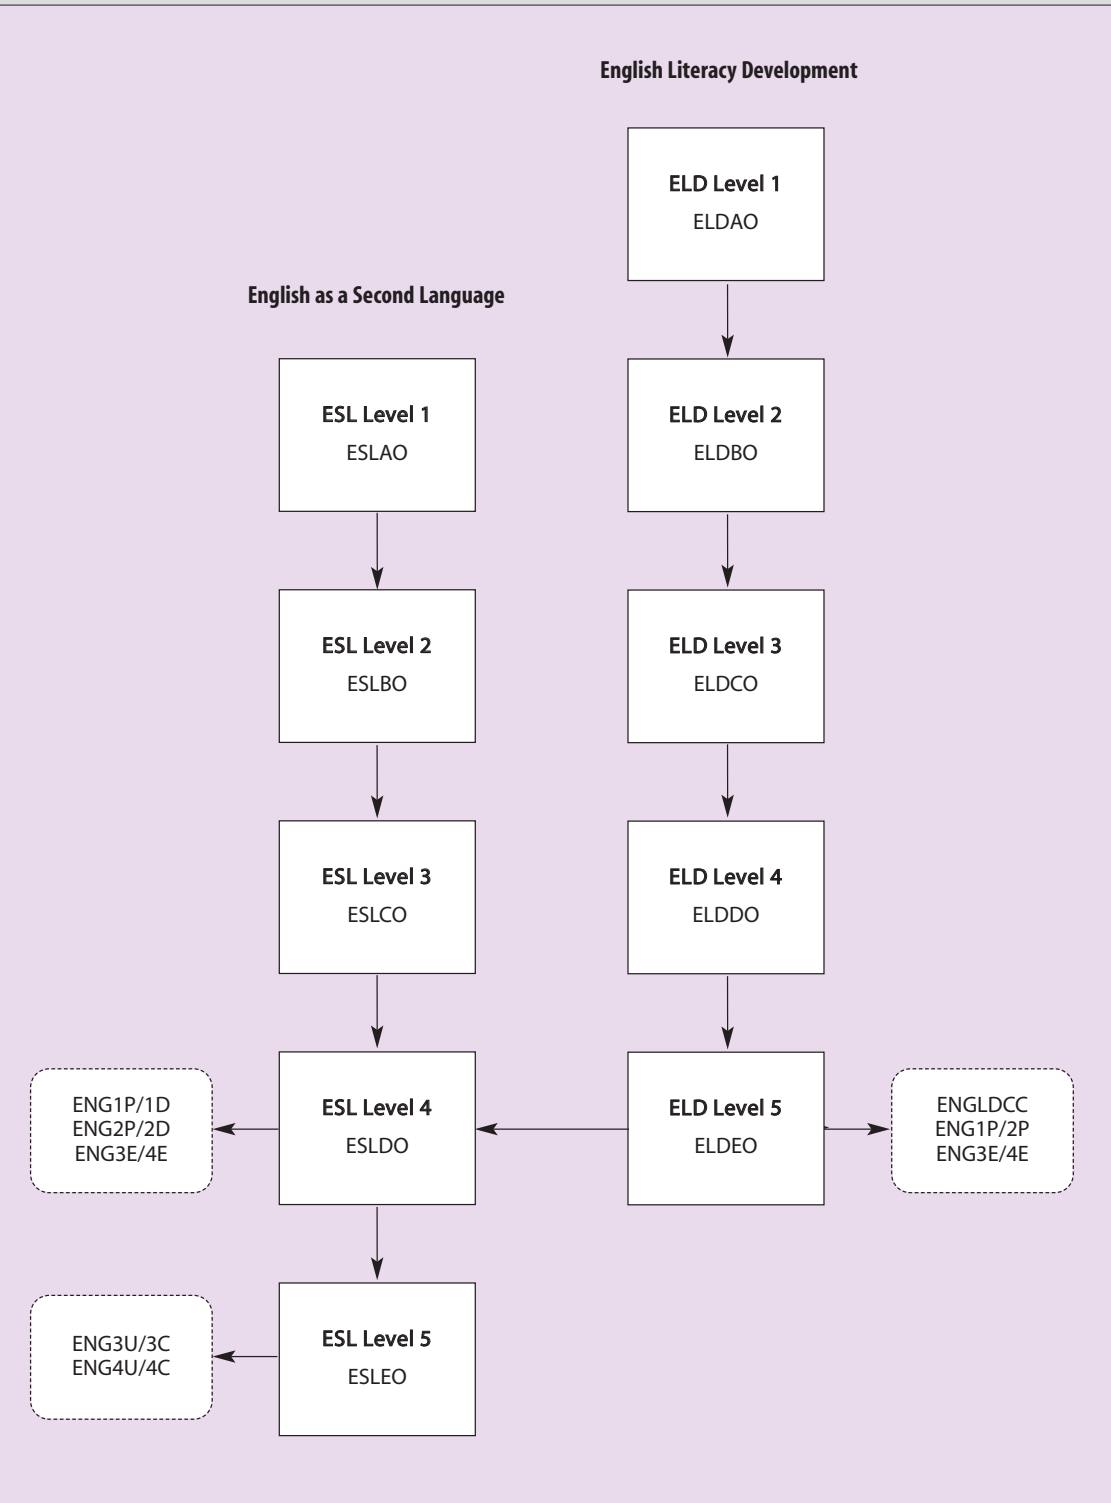 English Literacy Development
ELD Level 1
ELDAO
English as a Second Language
ESL Level 1
ESLAO
ELD Level 2
ELDBO
ESL Level 2
ESLBO
ELD Level 3
ELDCO
ESL Level 3
ESLCO
ELD Level 4
ELDDO
ENG1P/1D
ENG2P/2D
ENG3E/4E
ESL Level 4
ESLDO
ELD Level 5
ELDEO
ENGLDCC
ENG1P/2P
ENG3E/4E
ENG3U/3C
ENG4U/4C
ESL Level 5
ESLEO